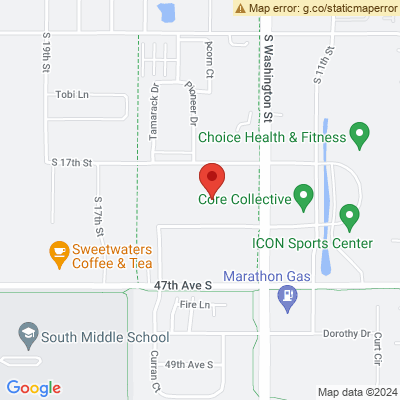 Map error: g.co/staticmaperror
S 19th St
S Washington St
S 11th St
pcorn Ct
Tobi Ln
Tamarack Dr
Pioneer Dr
Choice Health & Fitness
S 17th St
S 17th St
Core Collective
ICON Sports Center
Sweetwaters
Coffee & Tea
Marathon Gas
47th Ave S
Fire Ln
South Middle School
Dorothy Dr
Curran Ct
49th Ave S
Curt Cir
Google
Map data ©2024